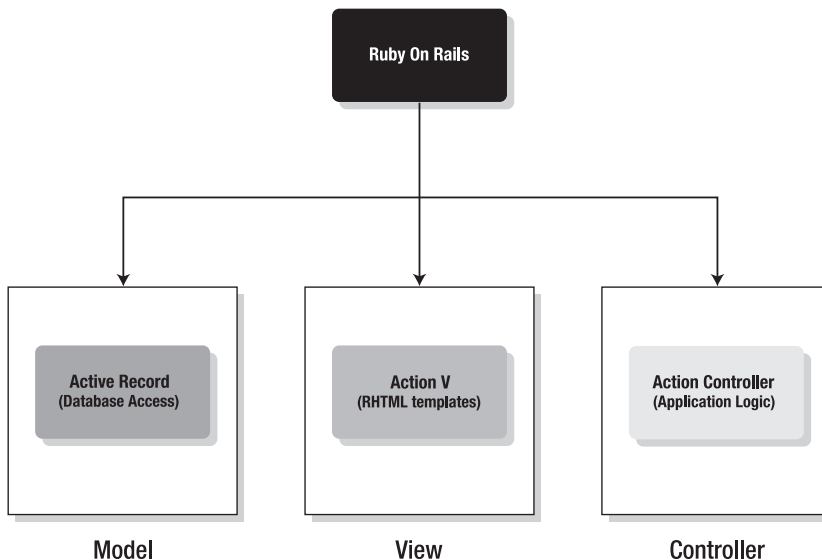 Ruby On Rails
Active Record
(Database Access)
Action V
(RHTML templates)
Action Controller
(Application Logic)
Model
View
Controller